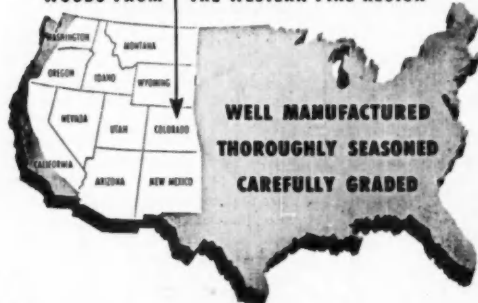 WOODS FROM THE WESTERN PINE REGION
WASHINGTON
MONTANA
OREGON
IDAHO
WYOMING
NEVADA
UTAH
COLORADO
CALIFORNIA
ARIZONA
NEW MEXICO
WELL MANUFACTURED
THOROUGHLY SEASONED
CAREFULLY GRADED